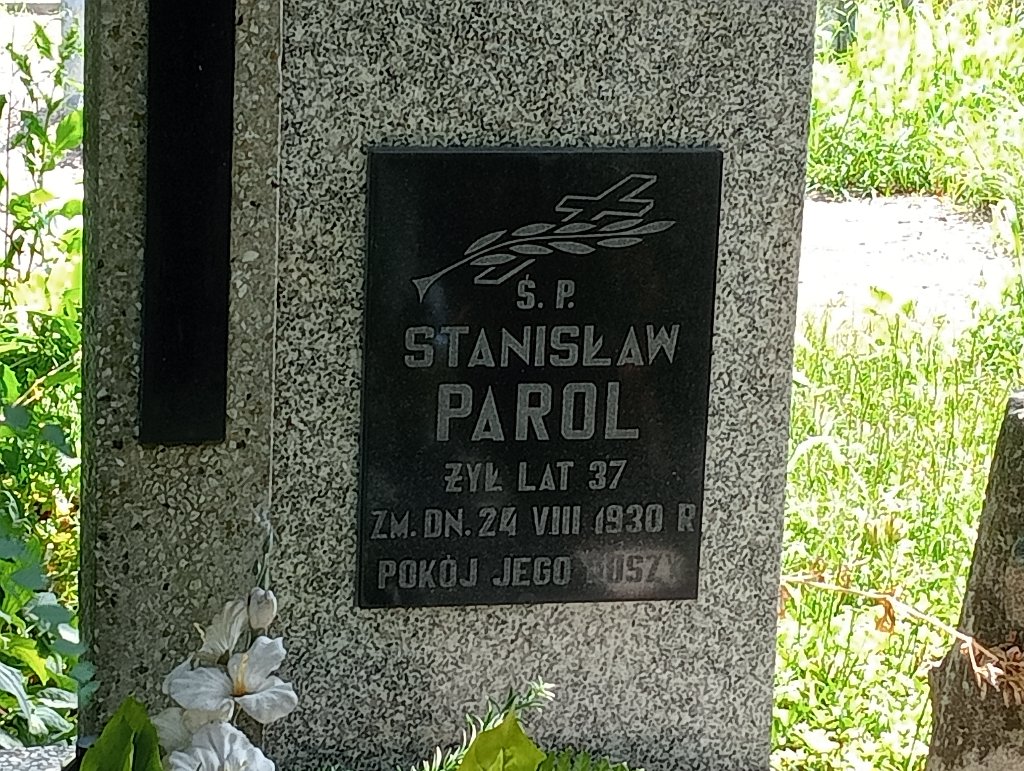 Ś. P.
STANISŁAW
PAROL
ŻYŁ LAT 37
ZM. DN. 24 VIII 1930 R
POKÓJ JEGO DUSZY